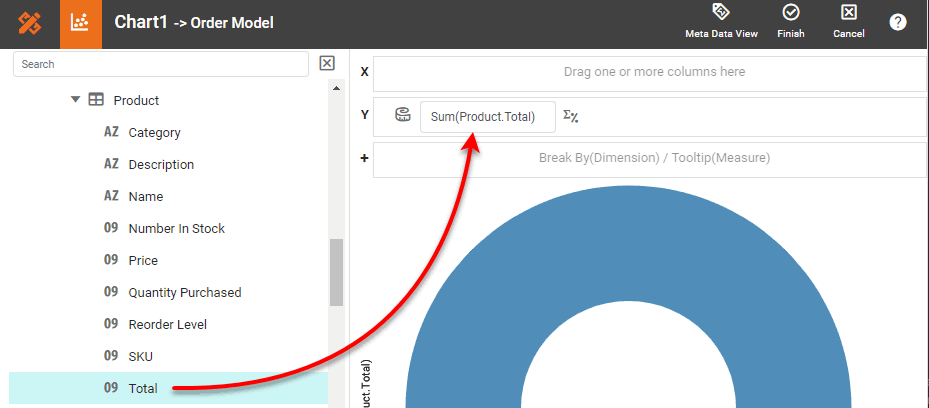 Chart1 -> Order Model
Meta Data View
Finish
Cancel
?
Search
Product
AZ Category
AZ Description
AZ Name
09 Number In Stock
09 Price
09 Quantity Purchased
09 Reorder Level
09 SKU
09 Total
X Drag one or more columns here
Y Sum(Product.Total) Σ%
+ Break By(Dimension) / Tooltip(Measure)
uct.Total)